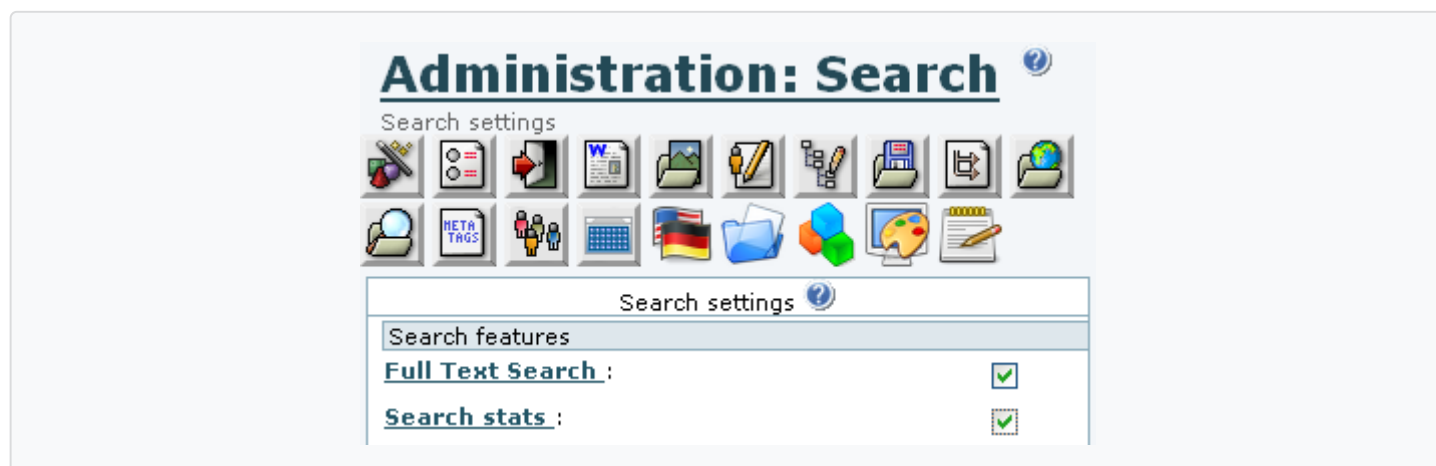 Administration: Search
Search settings
W
META
TAGS
Search settings
Search features
Full Text Search :
Search stats :